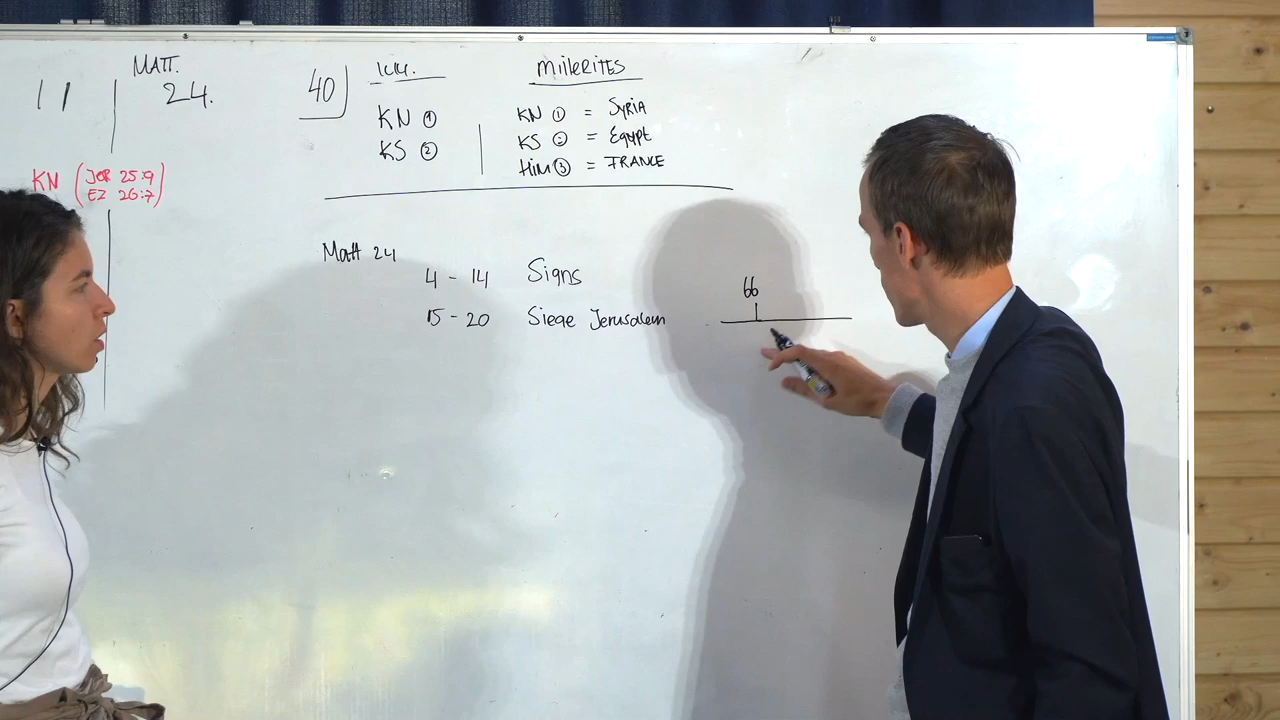 MATT.
11 24.
KN (JER 25:9
EZ 26:7)
40
KN ①
KS ②
MillERITES
KN ① = SyRIA
KS ② = Egypt
Him ③ = FRANCE
Matt 24
4 - 14 Signs
15 - 20 Siege Jerusalem
66